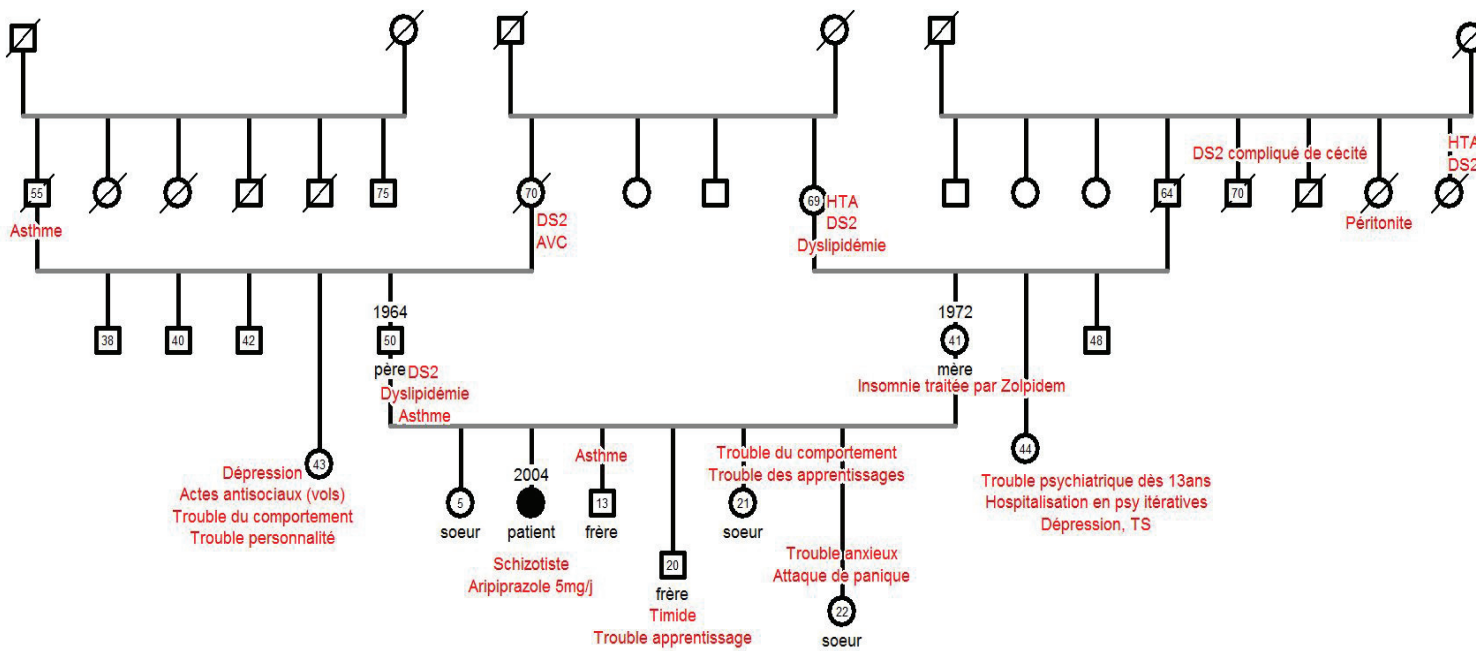 HTA
DS2
DS2 compliqué de cécité
55
75
70
69
HTA
DS2
Dyslipidémie
64
70
Asthme
DS2
AVC
Péritonite
1964
1972
38
40
42
50
41
48
père
DS2
Dyslipidémie
Asthme
mère
Insomnie traitée par Zolpidem
43
Dépression
Actes antisociaux (vols)
Trouble du comportement
Trouble personnalité
5
soeur
2004
patient
Schizotiste
Aripiprazole 5mg/j
Asthme
13
frère
20
frère
Timide
Trouble apprentissage
Trouble du comportement
Trouble des apprentissages
21
soeur
Trouble anxieux
Attaque de panique
22
soeur
44
Trouble psychiatrique dès 13ans
Hospitalisation en psy itératives
Dépression, TS